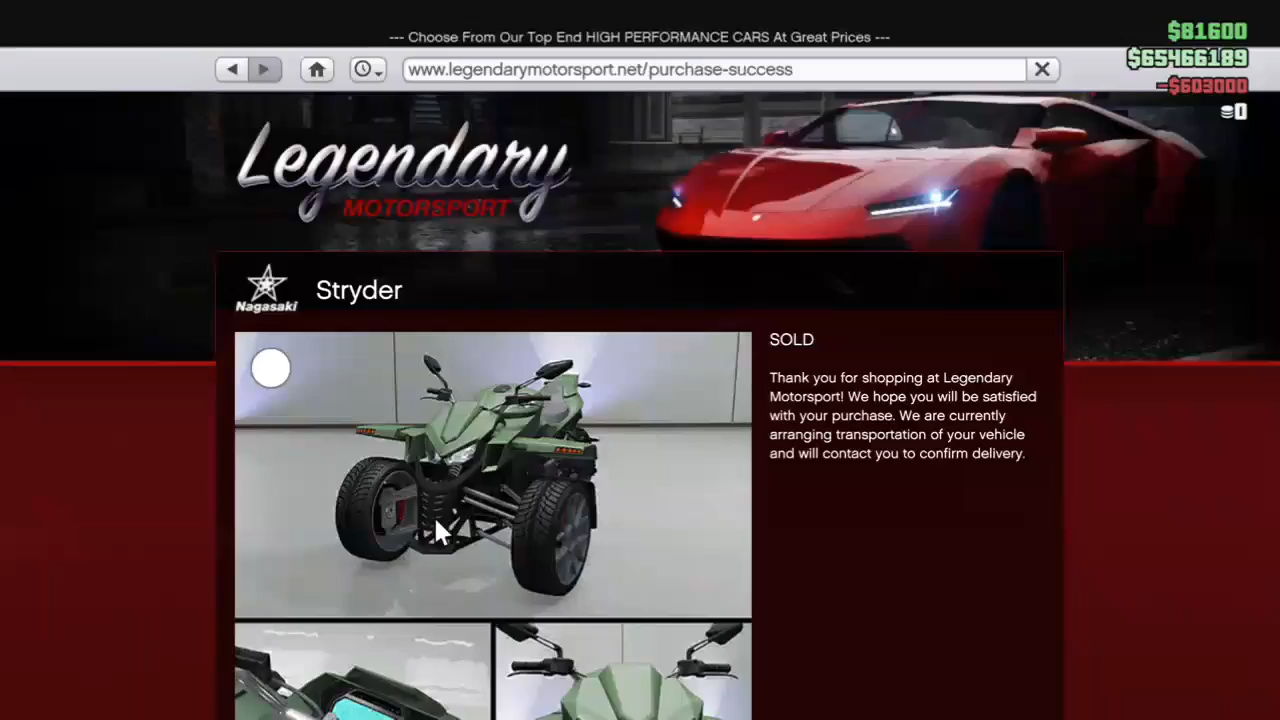 --- Choose From Our Top End HIGH PERFORMANCE CARS At Great Prices ---
$81600
$65466189
-$603000
0
www.legendarymotorsport.net/purchase-success
Legendary
MOTORSPORT
Nagasaki
Stryder
SOLD
Thank you for shopping at Legendary
Motorsport! We hope you will be satisfied
with your purchase. We are currently
arranging transportation of your vehicle
and will contact you to confirm delivery.